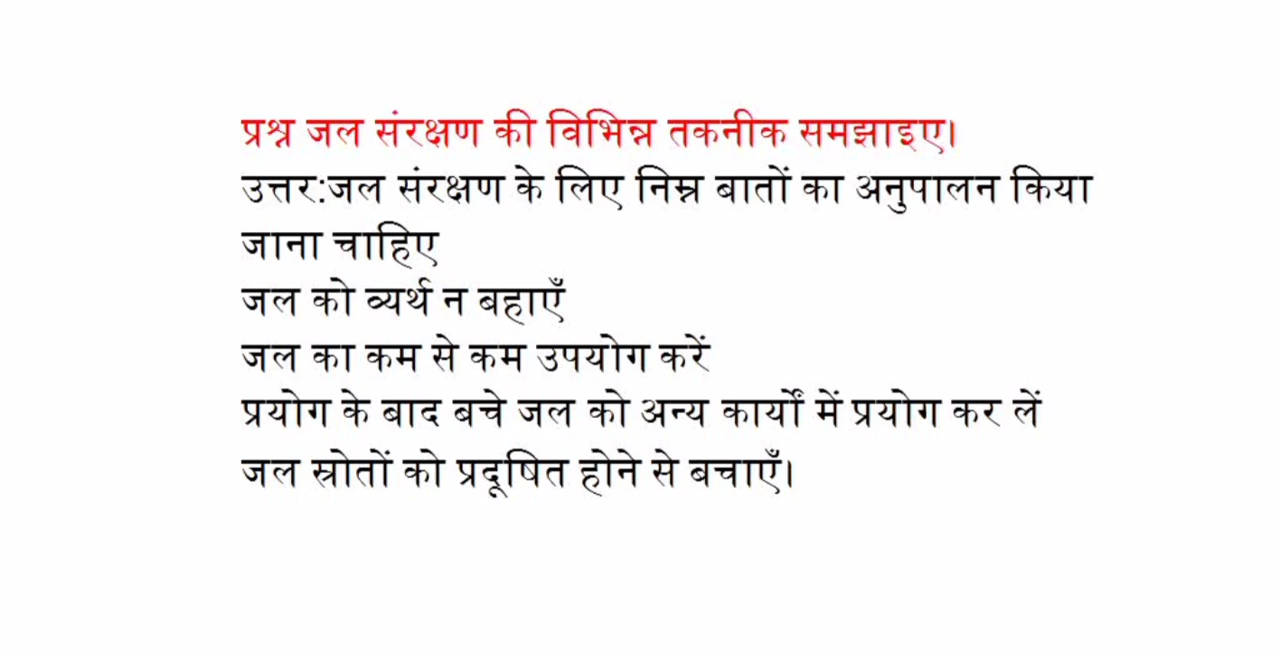 प्रश्न जल संरक्षण की विभिन्न तकनीक समझाइए।
उत्तर:जल संरक्षण के लिए निम्न बातों का अनुपालन किया
जाना चाहिए
जल को व्यर्थ न बहाएँ
जल का कम से कम उपयोग करें
प्रयोग के बाद बचे जल को अन्य कार्यों में प्रयोग कर लें
जल स्रोतों को प्रदूषित होने से बचाएँ।